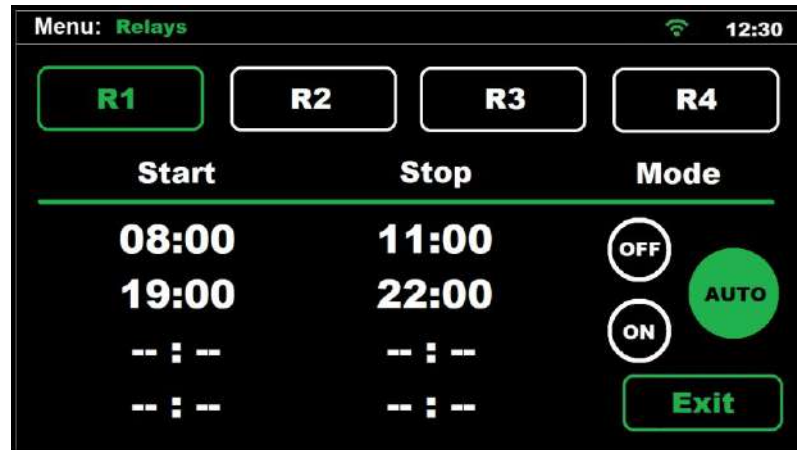 Menu: Relays 12:30
R1 R2 R3 R4
Start Stop Mode
08:00 11:00 OFF
19:00 22:00 AUTO
-- : -- -- : -- ON
-- : -- -- : -- Exit